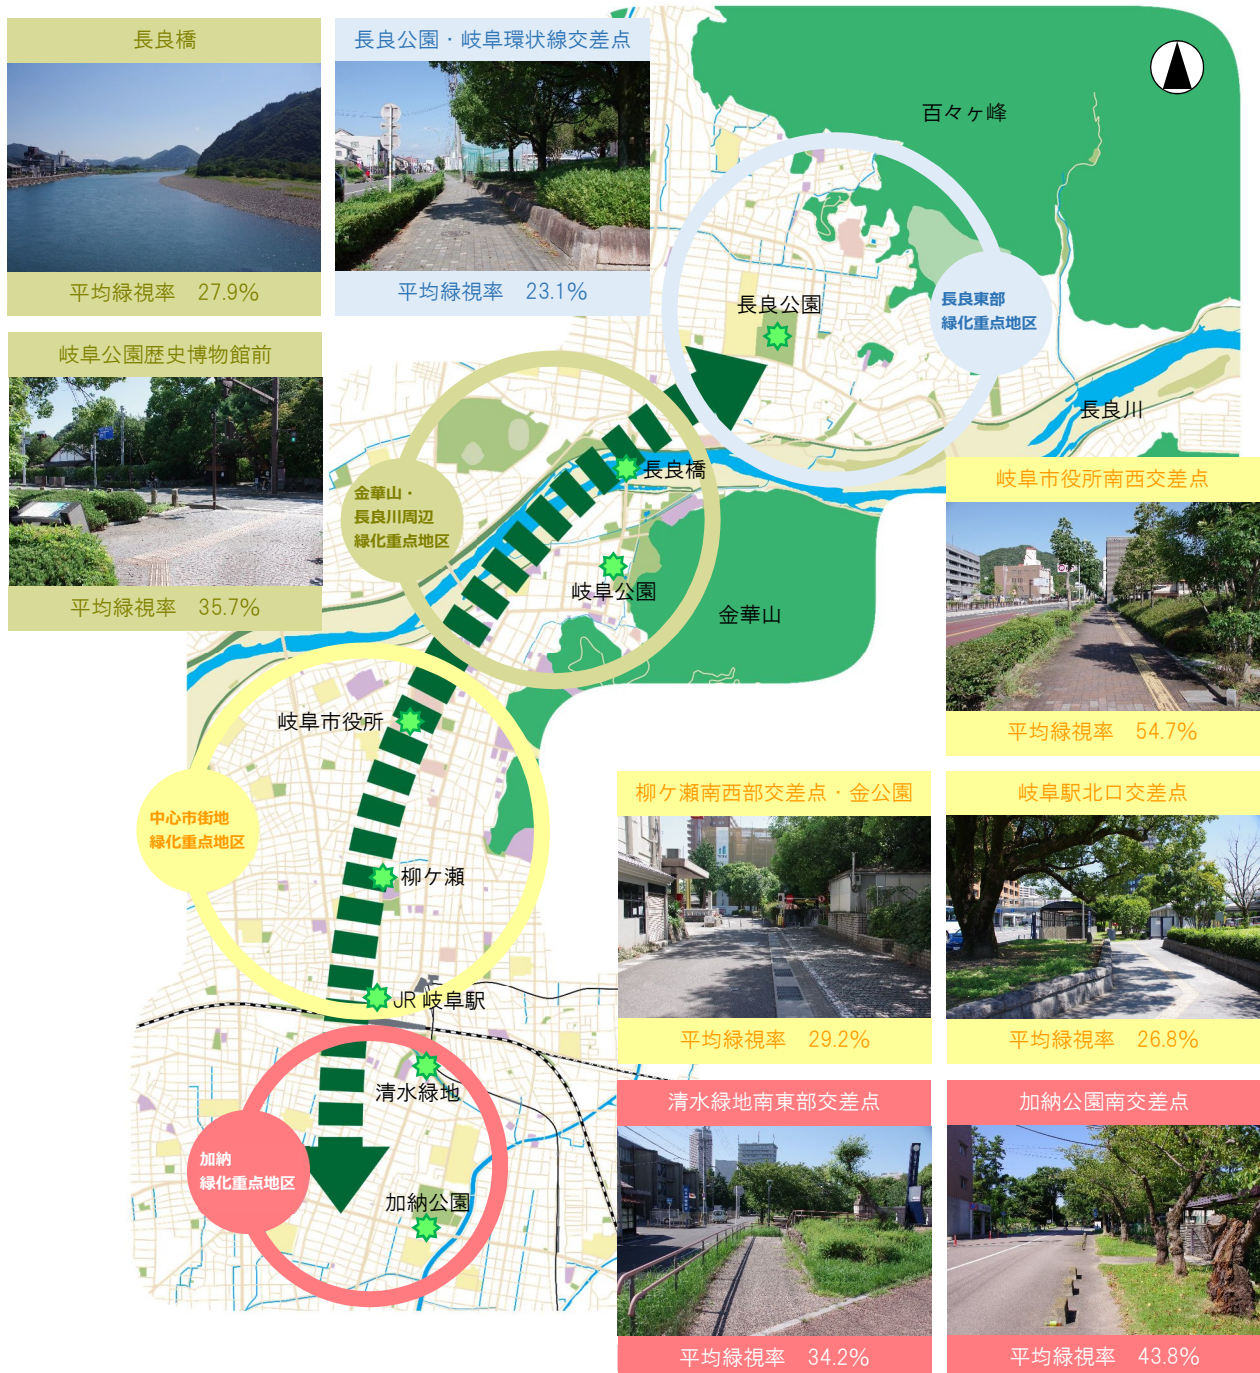 長良橋
平均緑視率 27.9%
長良公園・岐阜環状線交差点
平均緑視率 23.1%
岐阜公園歴史博物館前
平均緑視率 35.7%
百々ヶ峰
長良公園
長良東部
緑化重点地区
長良川
長良橋
金華山・
長良川周辺
緑化重点地区
岐阜公園
金華山
岐阜市役所南西交差点
平均緑視率 54.7%
岐阜市役所
中心市街地
緑化重点地区
柳ケ瀬
JR 岐阜駅
柳ケ瀬南西部交差点・金公園
平均緑視率 29.2%
岐阜駅北口交差点
平均緑視率 26.8%
清水緑地
加納
緑化重点地区
加納公園
清水緑地南東部交差点
平均緑視率 34.2%
加納公園南交差点
平均緑視率 43.8%